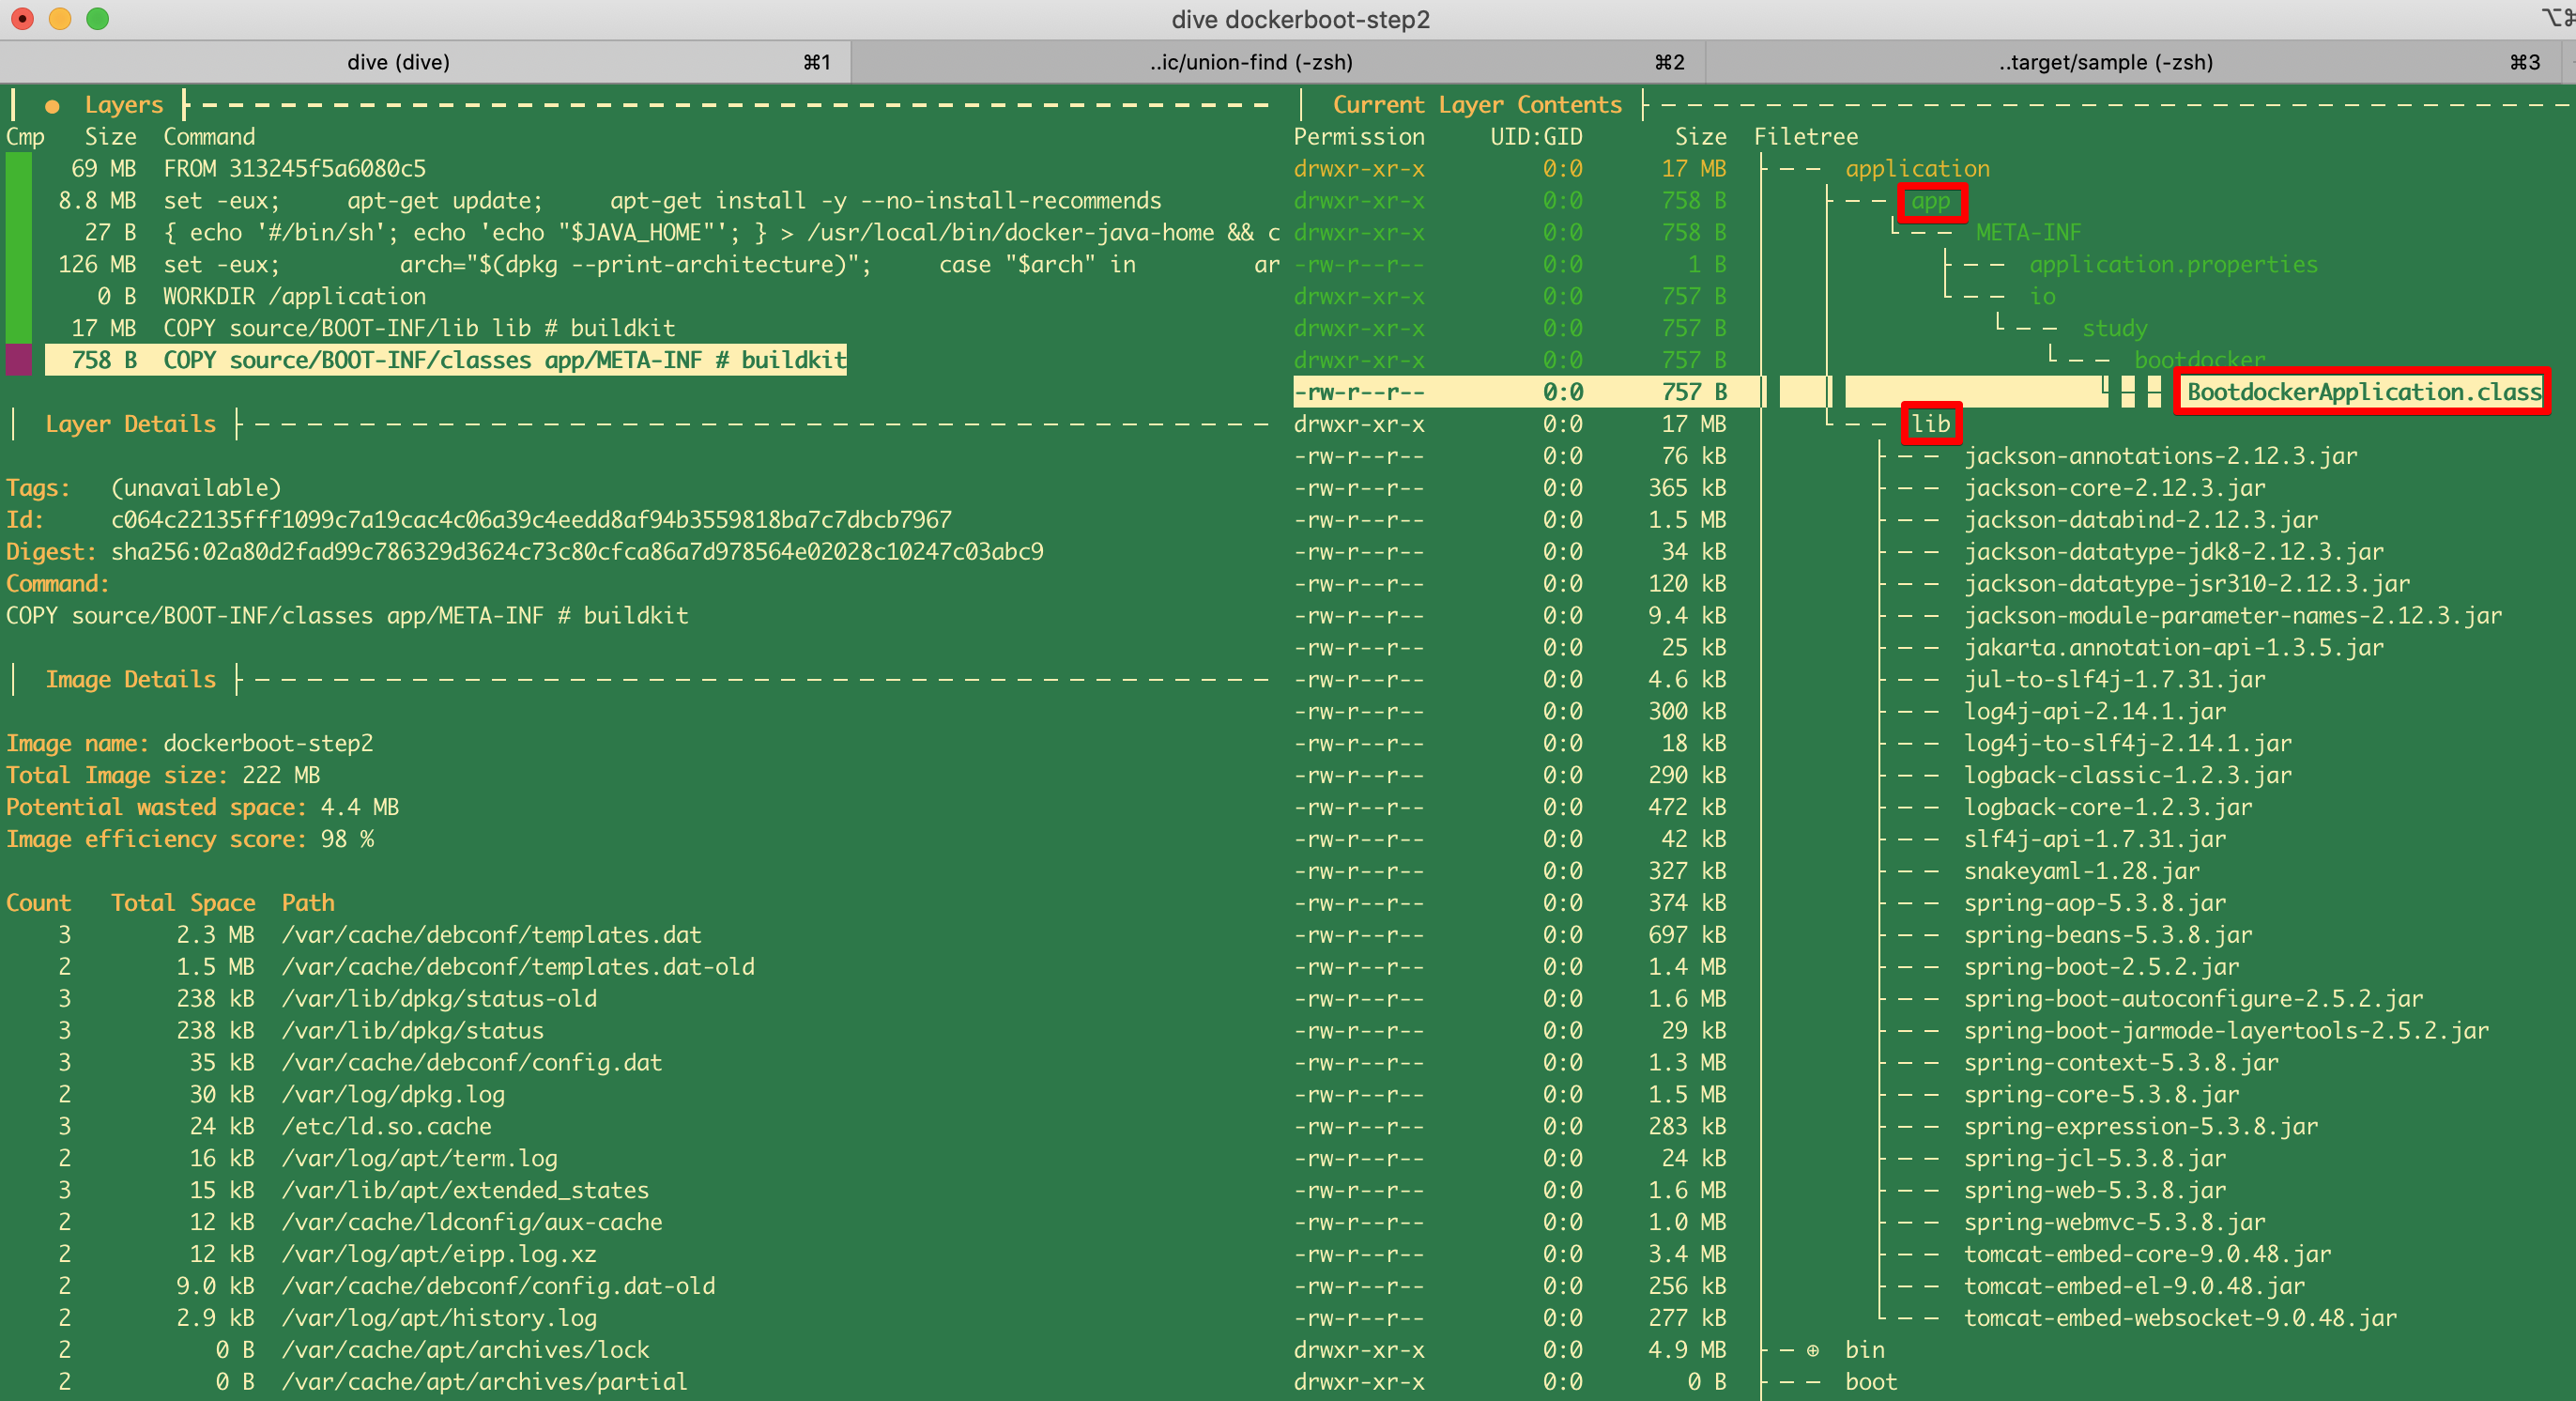 dive dockerboot-step2
dive (dive) ⌘1 ..ic/union-find (-zsh) ⌘2 ..target/sample (-zsh) ⌘3
● Layers
Cmp Size Command
69 MB FROM 313245f5a6080c5
8.8 MB set -eux; apt-get update; apt-get install -y --no-install-recommends
27 B { echo '#/bin/sh'; echo 'echo "$JAVA_HOME"'; } > /usr/local/bin/docker-java-home && c
126 MB set -eux; arch="$(dpkg --print-architecture)"; case "$arch" in ar
0 B WORKDIR /application
17 MB COPY source/BOOT-INF/lib lib # buildkit
758 B COPY source/BOOT-INF/classes app/META-INF # buildkit
Layer Details
Tags: (unavailable)
Id: c064c22135fff1099c7a19cac4c06a39c4eedd8af94b3559818ba7c7dbcb7967
Digest: sha256:02a80d2fad99c786329d3624c73c80cfca86a7d978564e02028c10247c03abc9
Command:
COPY source/BOOT-INF/classes app/META-INF # buildkit
Image Details
Image name: dockerboot-step2
Total Image size: 222 MB
Potential wasted space: 4.4 MB
Image efficiency score: 98 %
Count Total Space Path
3 2.3 MB /var/cache/debconf/templates.dat
2 1.5 MB /var/cache/debconf/templates.dat-old
3 238 kB /var/lib/dpkg/status-old
3 238 kB /var/lib/dpkg/status
3 35 kB /var/cache/debconf/config.dat
2 30 kB /var/log/dpkg.log
3 24 kB /etc/ld.so.cache
2 16 kB /var/log/apt/term.log
3 15 kB /var/lib/apt/extended_states
2 12 kB /var/cache/ldconfig/aux-cache
2 12 kB /var/log/apt/eipp.log.xz
2 9.0 kB /var/cache/debconf/config.dat-old
2 2.9 kB /var/log/apt/history.log
2 0 B /var/cache/apt/archives/lock
2 0 B /var/cache/apt/archives/partial
Current Layer Contents
Permission UID:GID Size Filetree
drwxr-xr-x 0:0 17 MB application
drwxr-xr-x 0:0 758 B app
drwxr-xr-x 0:0 758 B META-INF
-rw-r--r-- 0:0 1 B application.properties
drwxr-xr-x 0:0 757 B io
drwxr-xr-x 0:0 757 B study
drwxr-xr-x 0:0 757 B bootdocker
-rw-r--r-- 0:0 757 B BootdockerApplication.class
drwxr-xr-x 0:0 17 MB lib
-rw-r--r-- 0:0 76 kB jackson-annotations-2.12.3.jar
-rw-r--r-- 0:0 365 kB jackson-core-2.12.3.jar
-rw-r--r-- 0:0 1.5 MB jackson-databind-2.12.3.jar
-rw-r--r-- 0:0 34 kB jackson-datatype-jdk8-2.12.3.jar
-rw-r--r-- 0:0 120 kB jackson-datatype-jsr310-2.12.3.jar
-rw-r--r-- 0:0 9.4 kB jackson-module-parameter-names-2.12.3.jar
-rw-r--r-- 0:0 25 kB jakarta.annotation-api-1.3.5.jar
-rw-r--r-- 0:0 4.6 kB jul-to-slf4j-1.7.31.jar
-rw-r--r-- 0:0 300 kB log4j-api-2.14.1.jar
-rw-r--r-- 0:0 18 kB log4j-to-slf4j-2.14.1.jar
-rw-r--r-- 0:0 290 kB logback-classic-1.2.3.jar
-rw-r--r-- 0:0 472 kB logback-core-1.2.3.jar
-rw-r--r-- 0:0 42 kB slf4j-api-1.7.31.jar
-rw-r--r-- 0:0 327 kB snakeyaml-1.28.jar
-rw-r--r-- 0:0 374 kB spring-aop-5.3.8.jar
-rw-r--r-- 0:0 697 kB spring-beans-5.3.8.jar
-rw-r--r-- 0:0 1.4 MB spring-boot-2.5.2.jar
-rw-r--r-- 0:0 1.6 MB spring-boot-autoconfigure-2.5.2.jar
-rw-r--r-- 0:0 29 kB spring-boot-jarmode-layertools-2.5.2.jar
-rw-r--r-- 0:0 1.3 MB spring-context-5.3.8.jar
-rw-r--r-- 0:0 1.5 MB spring-core-5.3.8.jar
-rw-r--r-- 0:0 283 kB spring-expression-5.3.8.jar
-rw-r--r-- 0:0 24 kB spring-jcl-5.3.8.jar
-rw-r--r-- 0:0 1.6 MB spring-web-5.3.8.jar
-rw-r--r-- 0:0 1.0 MB spring-webmvc-5.3.8.jar
-rw-r--r-- 0:0 3.4 MB tomcat-embed-core-9.0.48.jar
-rw-r--r-- 0:0 256 kB tomcat-embed-el-9.0.48.jar
-rw-r--r-- 0:0 277 kB tomcat-embed-websocket-9.0.48.jar
drwxr-xr-x 0:0 4.9 MB ⊕ bin
drwxr-xr-x 0:0 0 B boot